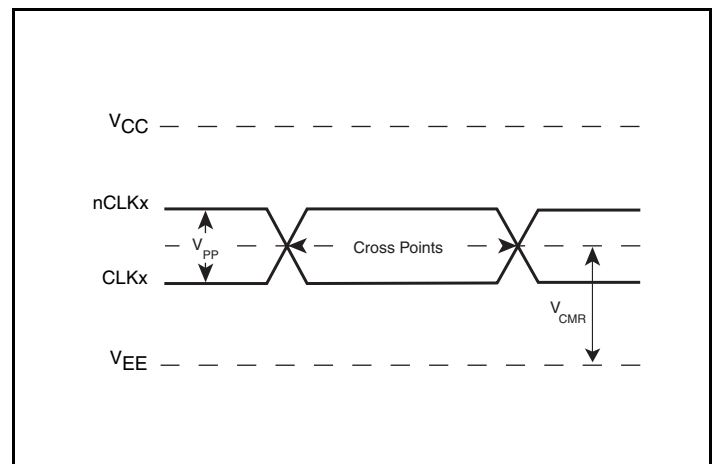 VCC
nCLKx
VPP
Cross Points
CLKx
VCMR
VEE